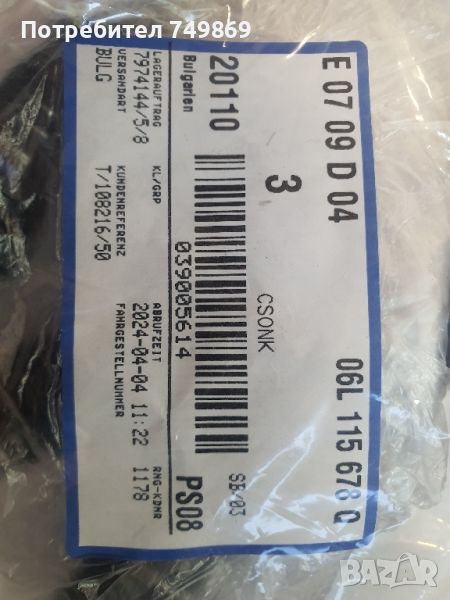 Потребител 749869
E 07 09 D 04
06L 115 678 Q
3
CSONK
SB/03
20110
Bulgarien
039005614
PS08
LAGERAUFTRAG
7974144/5/8
KL/GRP
ABRUFZEIT
2024-04-04 11:22
RNG-KDNR
1178
VERSANDART
BULG
KUNDENREFERENZ
T/108216/50
FAHRGESTELLNUMMER
BAZAR